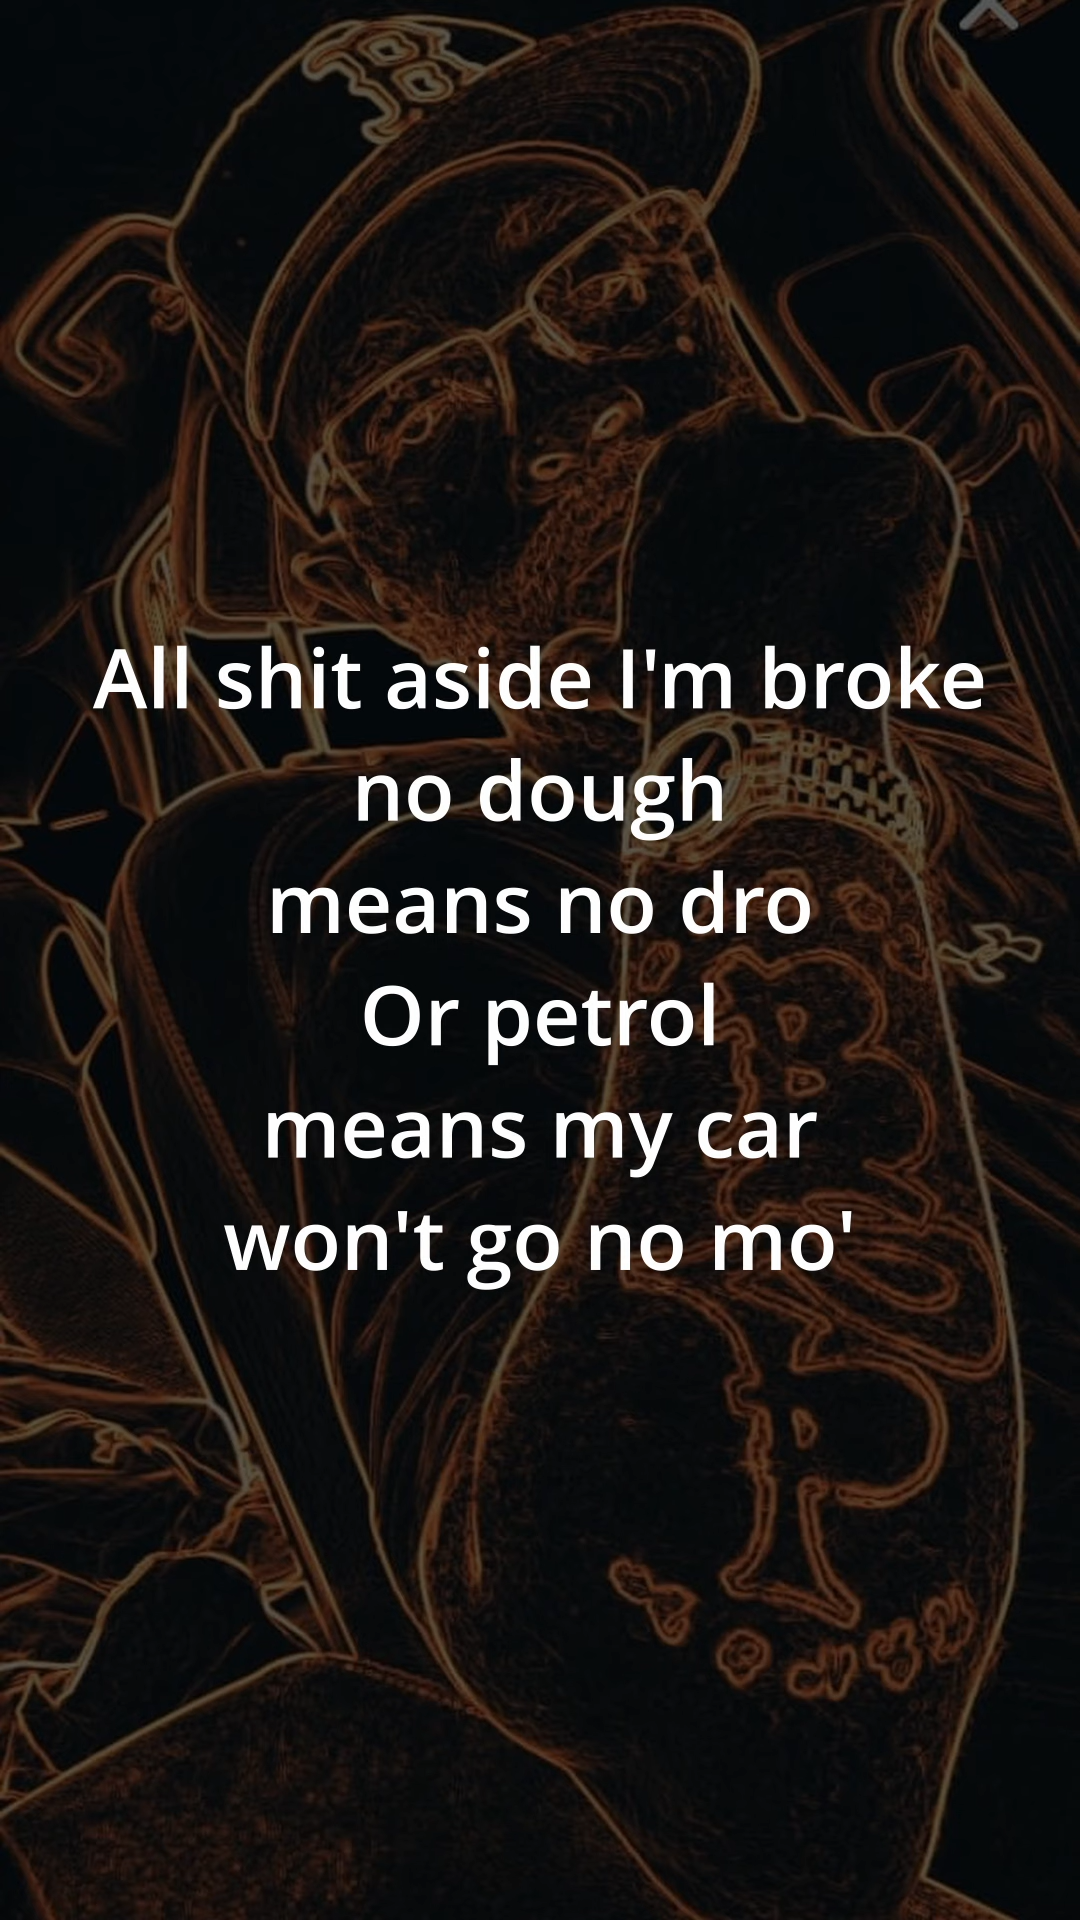 B
All shit aside I'm broke
no dough
means no dro
Or petrol
means my car
won't go no mo'